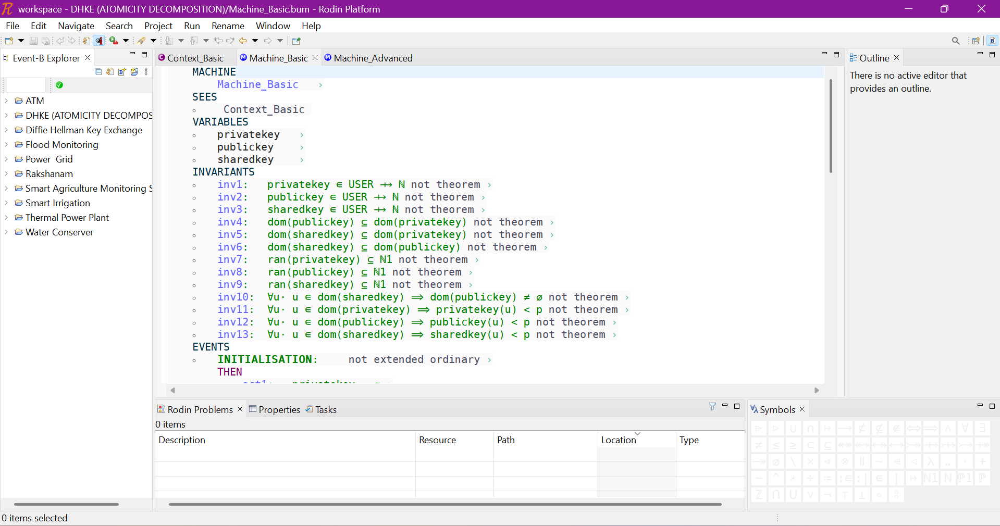 workspace - DHKE (ATOMICITY DECOMPOSITION)/Machine_Basic.bum - Rodin Platform
File Edit Navigate Search Project Run Rename Window Help
Event-B Explorer
ATM
DHKE (ATOMICITY DECOMPOS
Diffie Hellman Key Exchange
Flood Monitoring
Power Grid
Rakshanam
Smart Agriculture Monitoring S
Smart Irrigation
Thermal Power Plant
Water Conserver
Context_Basic Machine_Basic Machine_Advanced
MACHINE
Machine_Basic ›
SEES
◦ Context_Basic
VARIABLES
◦ privatekey ›
◦ publickey ›
◦ sharedkey ›
INVARIANTS
◦ inv1: privatekey ∈ USER ⇸ ℕ not theorem ›
◦ inv2: publickey ∈ USER ⇸ ℕ not theorem ›
◦ inv3: sharedkey ∈ USER ⇸ ℕ not theorem ›
◦ inv4: dom(publickey) ⊆ dom(privatekey) not theorem ›
◦ inv5: dom(sharedkey) ⊆ dom(privatekey) not theorem ›
◦ inv6: dom(sharedkey) ⊆ dom(publickey) not theorem ›
◦ inv7: ran(privatekey) ⊆ ℕ1 not theorem ›
◦ inv8: ran(publickey) ⊆ ℕ1 not theorem ›
◦ inv9: ran(sharedkey) ⊆ ℕ1 not theorem ›
◦ inv10: ∀u· u ∈ dom(sharedkey) ⇒ dom(publickey) ≠ ∅ not theorem ›
◦ inv11: ∀u· u ∈ dom(privatekey) ⇒ privatekey(u) < p not theorem ›
◦ inv12: ∀u· u ∈ dom(publickey) ⇒ publickey(u) < p not theorem ›
◦ inv13: ∀u· u ∈ dom(sharedkey) ⇒ sharedkey(u) < p not theorem ›
EVENTS
◦ INITIALISATION: not extended ordinary ›
THEN
Outline
There is no active editor that
provides an outline.
Rodin Problems Properties Tasks
0 items
Description Resource Path Location Type
Symbols
0 items selected